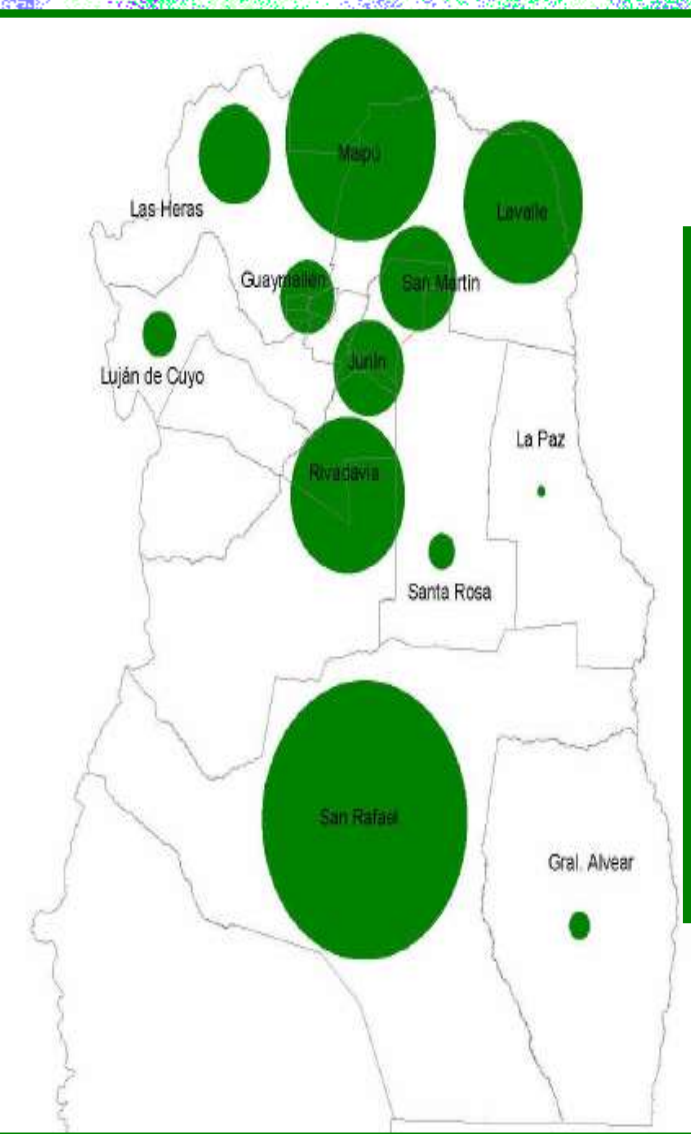 Maipú
Las Heras
Lavalle
Guaymallén
San Martín
Junín
Luján de Cuyo
La Paz
Rivadavia
Santa Rosa
San Rafael
Gral. Alvear